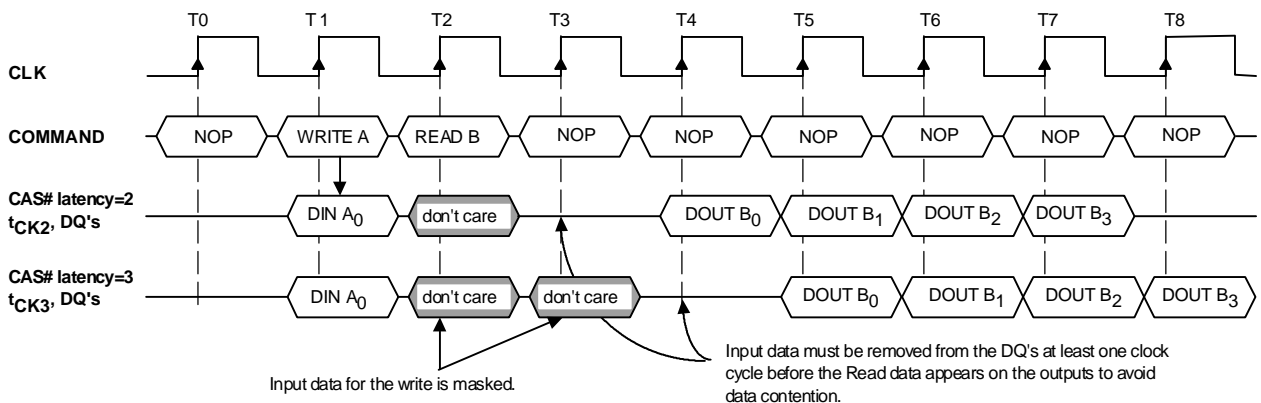 T0 T1 T2 T3 T4 T5 T6 T7 T8
CLK
COMMAND NOP WRITE A READ B NOP NOP NOP NOP NOP NOP
CAS# latency=2
tCK2, DQ's DIN A0 don't care DOUT B0 DOUT B1 DOUT B2 DOUT B3
CAS# latency=3
tCK3, DQ's DIN A0 don't care don't care DOUT B0 DOUT B1 DOUT B2 DOUT B3
Input data for the write is masked.
Input data must be removed from the DQ's at least one clock
cycle before the Read data appears on the outputs to avoid
data contention.